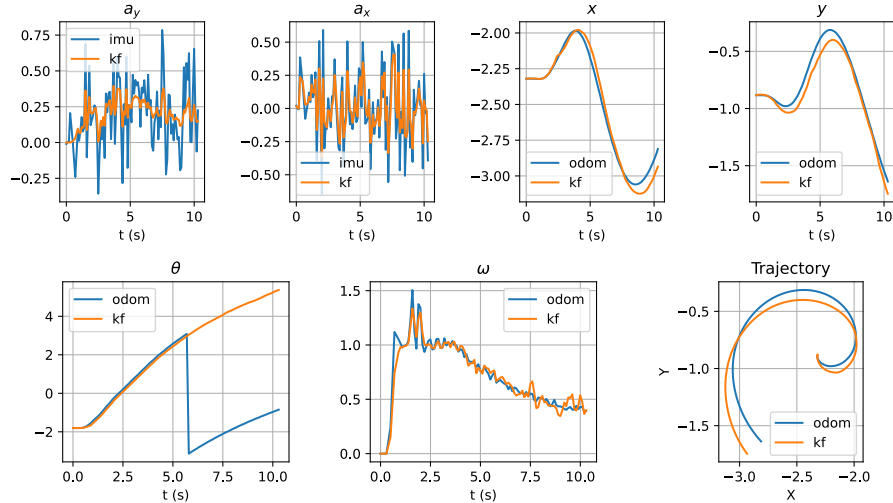 a_y
a_x
x
y
0.75
0.50
0.25
0.00
−0.25
imu
kf
0
5
10
t (s)
0.50
0.25
0.00
−0.25
−0.50
imu
kf
0
5
10
t (s)
−2.00
−2.25
−2.50
−2.75
−3.00
odom
kf
0
5
10
t (s)
−0.5
−1.0
−1.5
odom
kf
0
5
10
t (s)
θ
ω
Trajectory
4
2
0
−2
odom
kf
0.0
2.5
5.0
7.5
10.0
t (s)
1.5
1.0
0.5
0.0
odom
kf
0.0
2.5
5.0
7.5
10.0
t (s)
Y
−0.5
−1.0
−1.5
odom
kf
−3.0
−2.5
−2.0
X